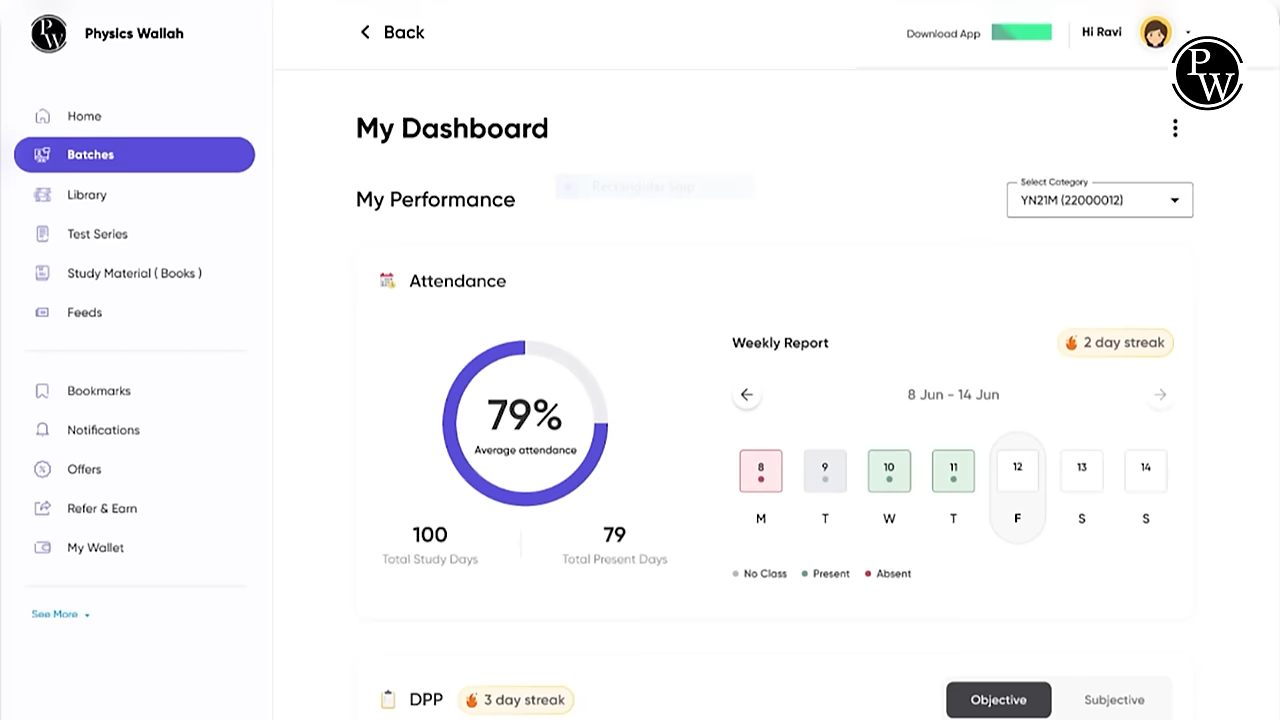 PW
Physics Wallah
Back
Download App
Hi Ravi
PW
Home
Batches
Library
Test Series
Study Material ( Books )
Feeds
Bookmarks
Notifications
Offers
Refer & Earn
My Wallet
See More
My Dashboard
My Performance
Select Category
YN21M (22000012)
Attendance
79%
Average attendance
100
Total Study Days
79
Total Present Days
Weekly Report
2 day streak
8 Jun - 14 Jun
8 9 10 11 12 13 14
M T W T F S S
No Class Present Absent
DPP
3 day streak
Objective
Subjective